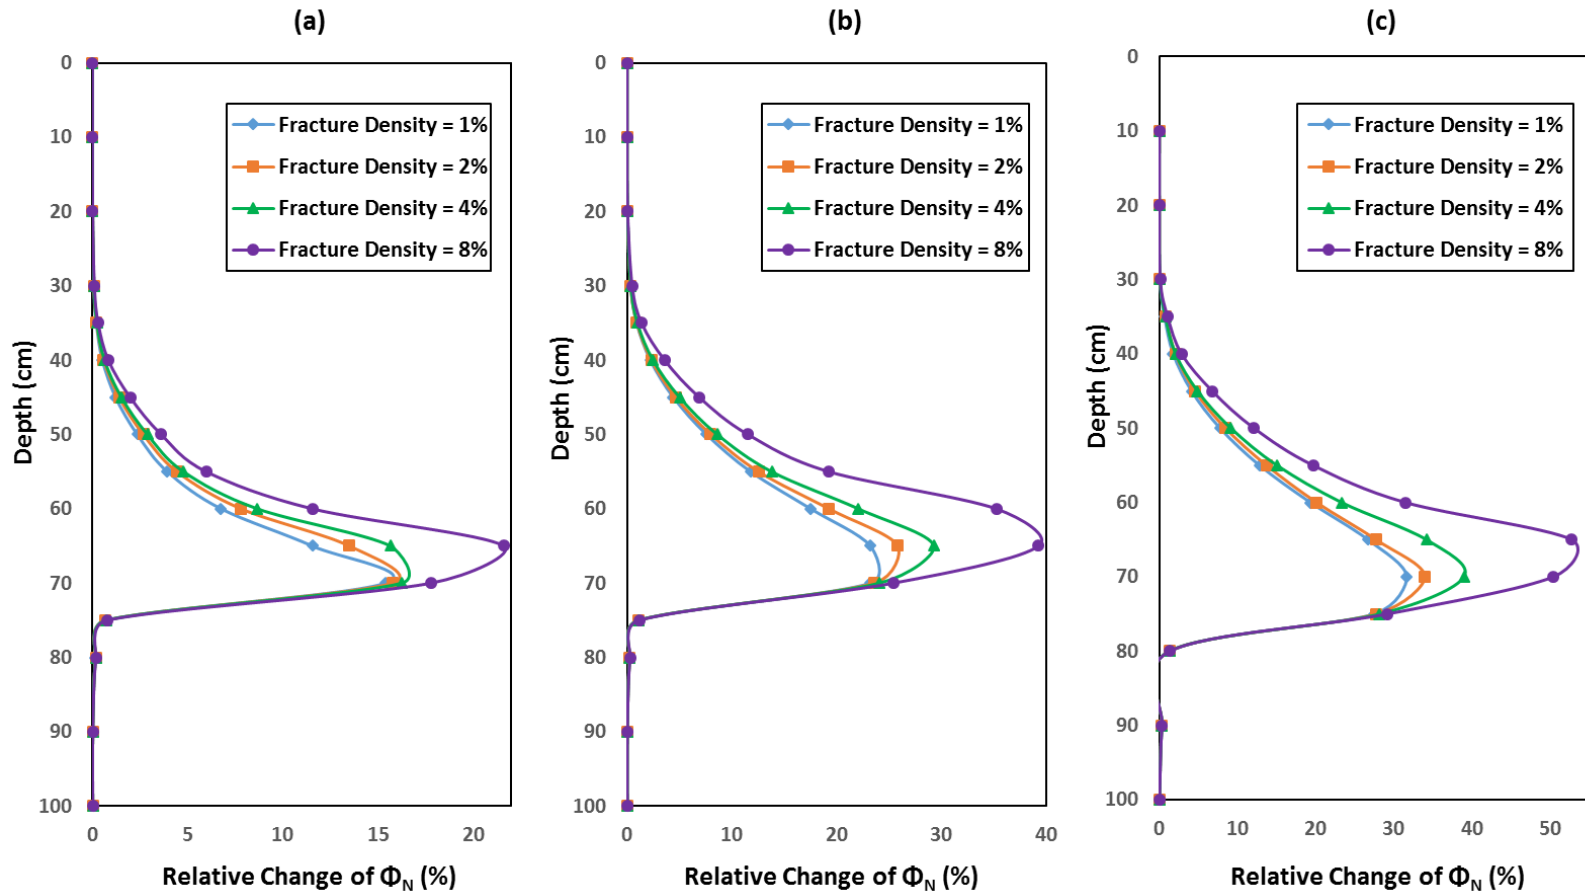 (a)
0
10
20
30
40
50
60
70
80
90
100
Depth (cm)
Fracture Density = 1%
Fracture Density = 2%
Fracture Density = 4%
Fracture Density = 8%
0
5
10
15
20
Relative Change of Φ_N (%)
(b)
0
10
20
30
40
50
60
70
80
90
100
Depth (cm)
Fracture Density = 1%
Fracture Density = 2%
Fracture Density = 4%
Fracture Density = 8%
0
10
20
30
40
Relative Change of Φ_N (%)
(c)
0
10
20
30
40
50
60
70
80
90
100
Depth (cm)
Fracture Density = 1%
Fracture Density = 2%
Fracture Density = 4%
Fracture Density = 8%
0
10
20
30
40
50
Relative Change of Φ_N (%)